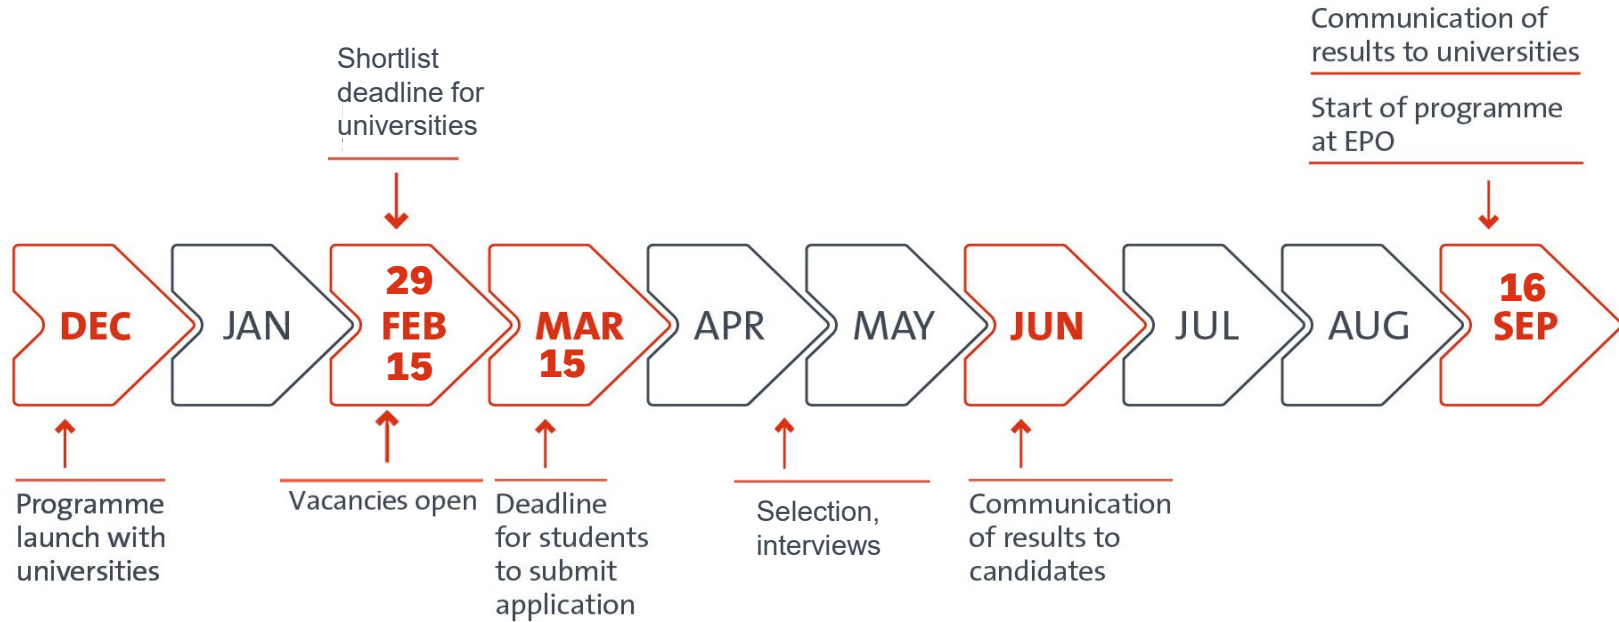 Communication of
results to universities
Start of programme
at EPO
Shortlist
deadline for
universities
DEC
JAN
29
FEB
15
MAR
15
APR
MAY
JUN
JUL
AUG
16
SEP
Programme
launch with
universities
Vacancies open
Deadline
for students
to submit
application
Selection,
interviews
Communication
of results to
candidates